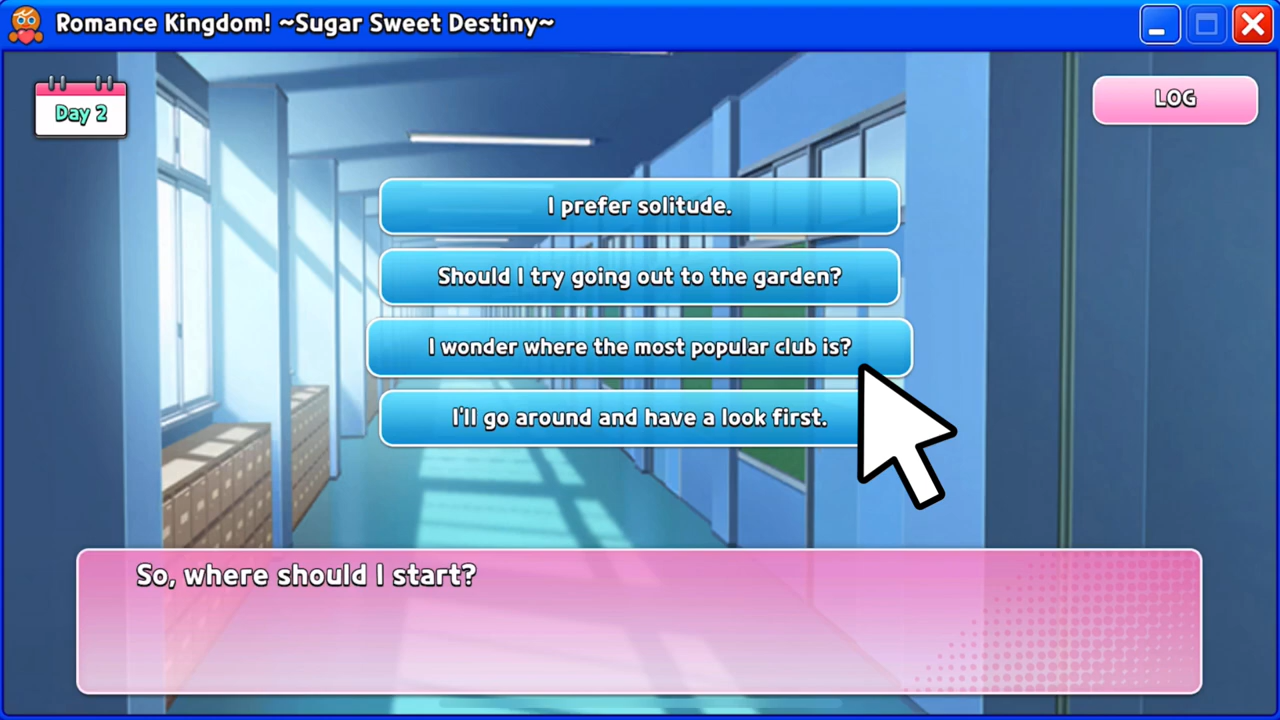 Romance Kingdom! ~Sugar Sweet Destiny~
Day 2
LOG
I prefer solitude.
Should I try going out to the garden?
I wonder where the most popular club is?
I'll go around and have a look first.
So, where should I start?